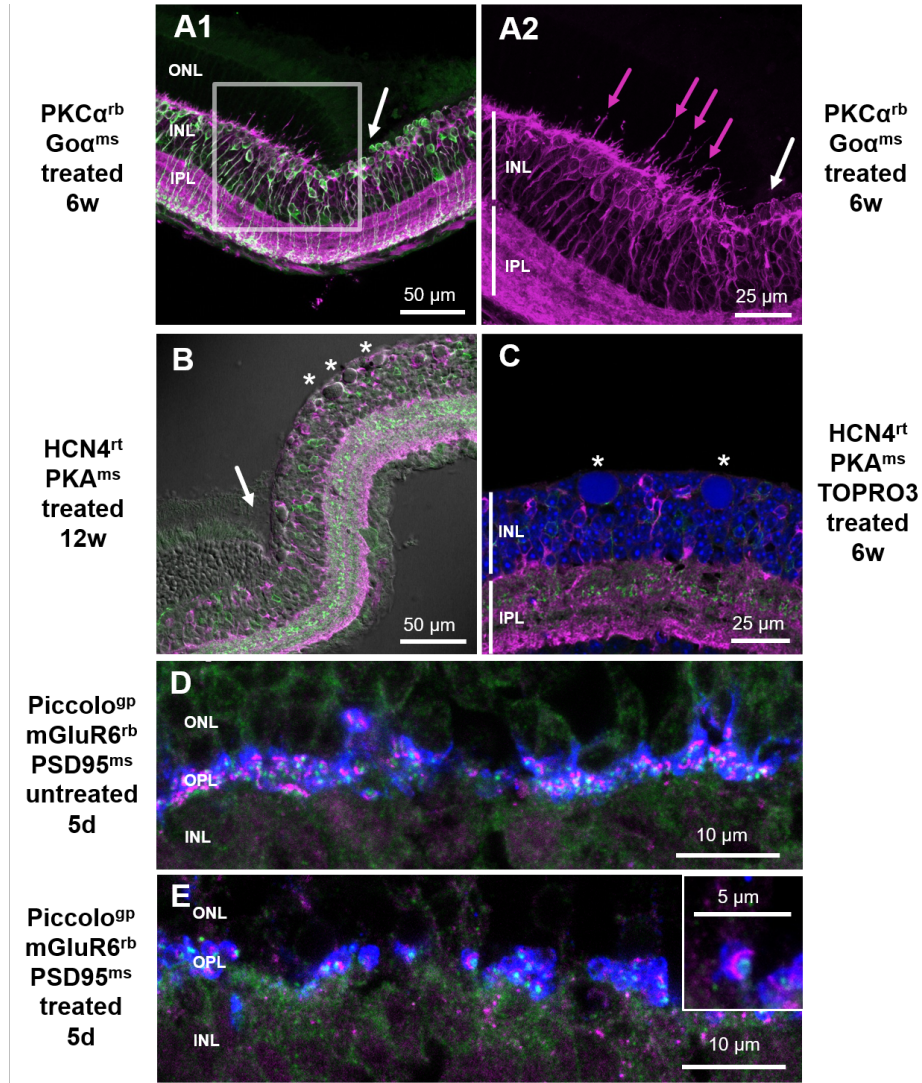 PKCα^rb
Goα^ms
treated
6w
A1
ONL
INL
IPL
50 µm
A2
INL
IPL
25 µm
PKCα^rb
Goα^ms
treated
6w
HCN4^rt
PKA^ms
treated
12w
B
* * *
50 µm
C
* *
INL
IPL
25 µm
HCN4^rt
PKA^ms
TOPRO3
treated
6w
Piccolo^gp
mGluR6^rb
PSD95^ms
untreated
5d
D
ONL
OPL
INL
10 µm
Piccolo^gp
mGluR6^rb
PSD95^ms
treated
5d
E
ONL
OPL
INL
5 µm
10 µm